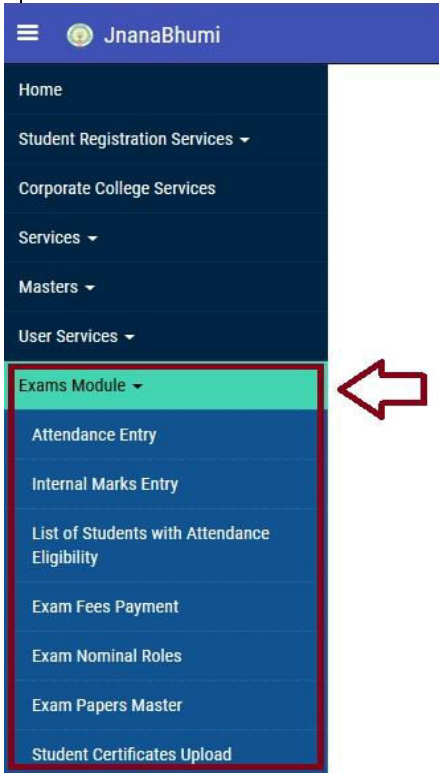 JnanaBhumi
Home
Student Registration Services
Corporate College Services
Services
Masters
User Services
Exams Module
Attendance Entry
Internal Marks Entry
List of Students with Attendance
Eligibility
Exam Fees Payment
Exam Nominal Roles
Exam Papers Master
Student Certificates Upload